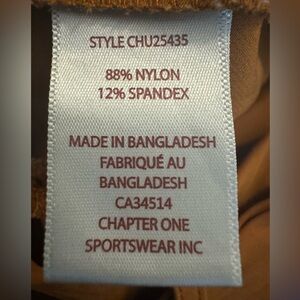 STYLE CHU25435
88% NYLON
12% SPANDEX
MADE IN BANGLADESH
FABRIQUÉ AU
BANGLADESH
CA34514
CHAPTER ONE
SPORTSWEAR INC